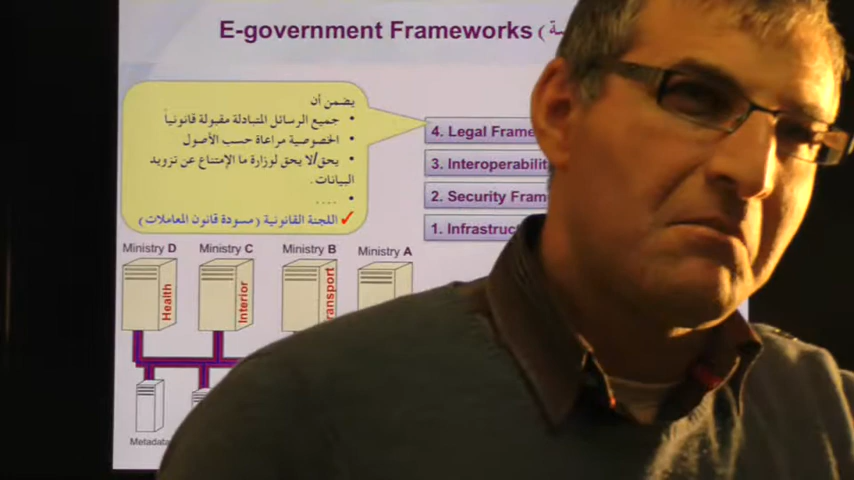 E-government Frameworks (
يضمن أن
• جميع الرسائل المتبادلة مقبولة قانونياً
• الخصوصية مراعاة حسب الأصول
• يحق/لا يحق لوزارة ما الإمتناع عن تزويد
البيانات.
• ....
✓ اللجنة القانونية (مسودة قانون المعاملات)
4. Legal Frame
3. Interoperability
2. Security Fram
1. Infrastruc
Ministry D
Ministry C
Ministry B
Ministry A
Health
Interior
ransport
Metadata